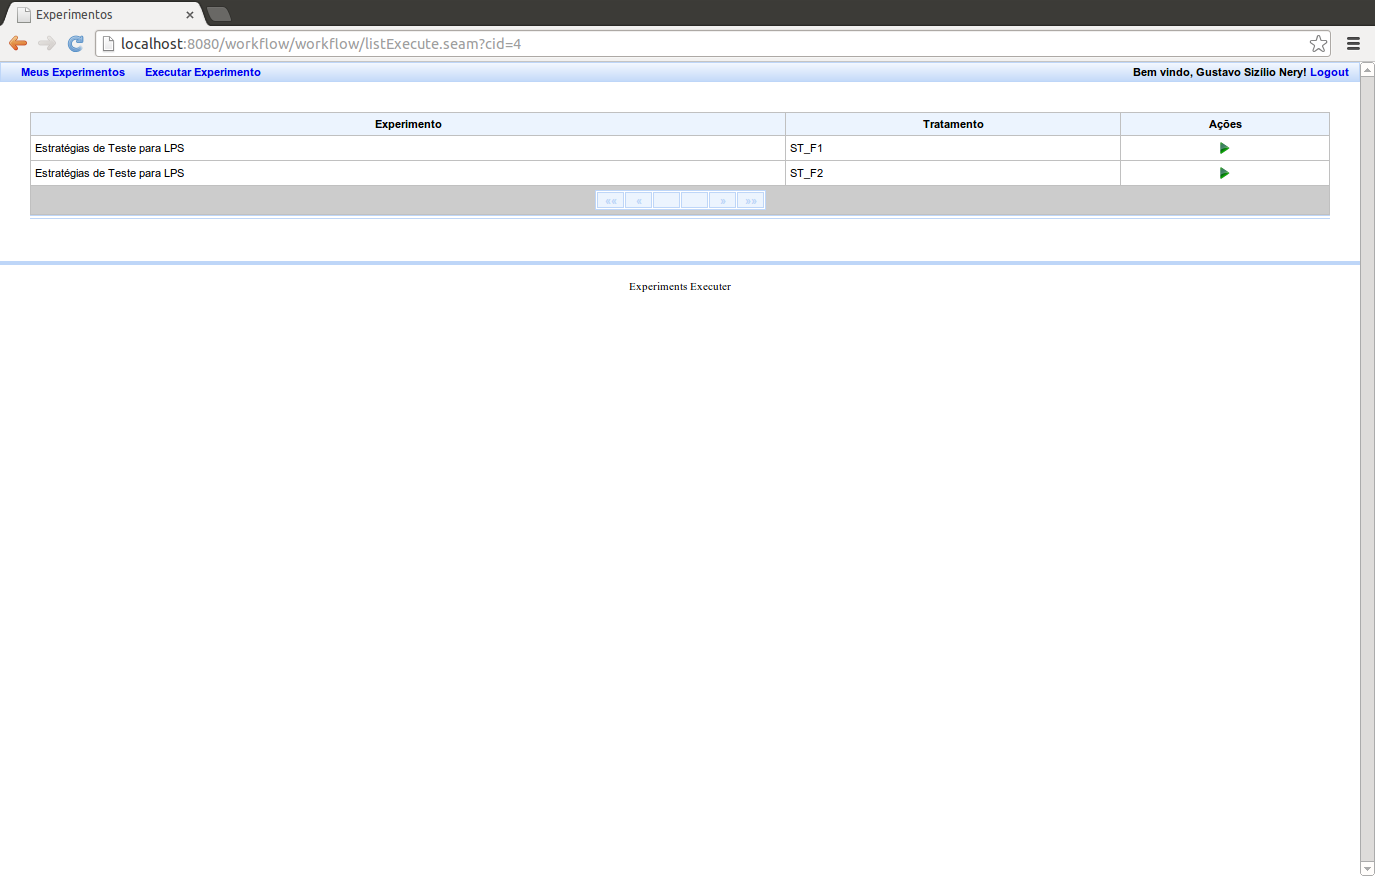 Experimentos
localhost:8080/workflow/workflow/listExecute.seam?cid=4
Meus Experimentos Executar Experimento Bem vindo, Gustavo Sizílio Nery! Logout
Experimento Tratamento Ações
Estratégias de Teste para LPS ST_F1
Estratégias de Teste para LPS ST_F2
«« « » »»
Experiments Executer